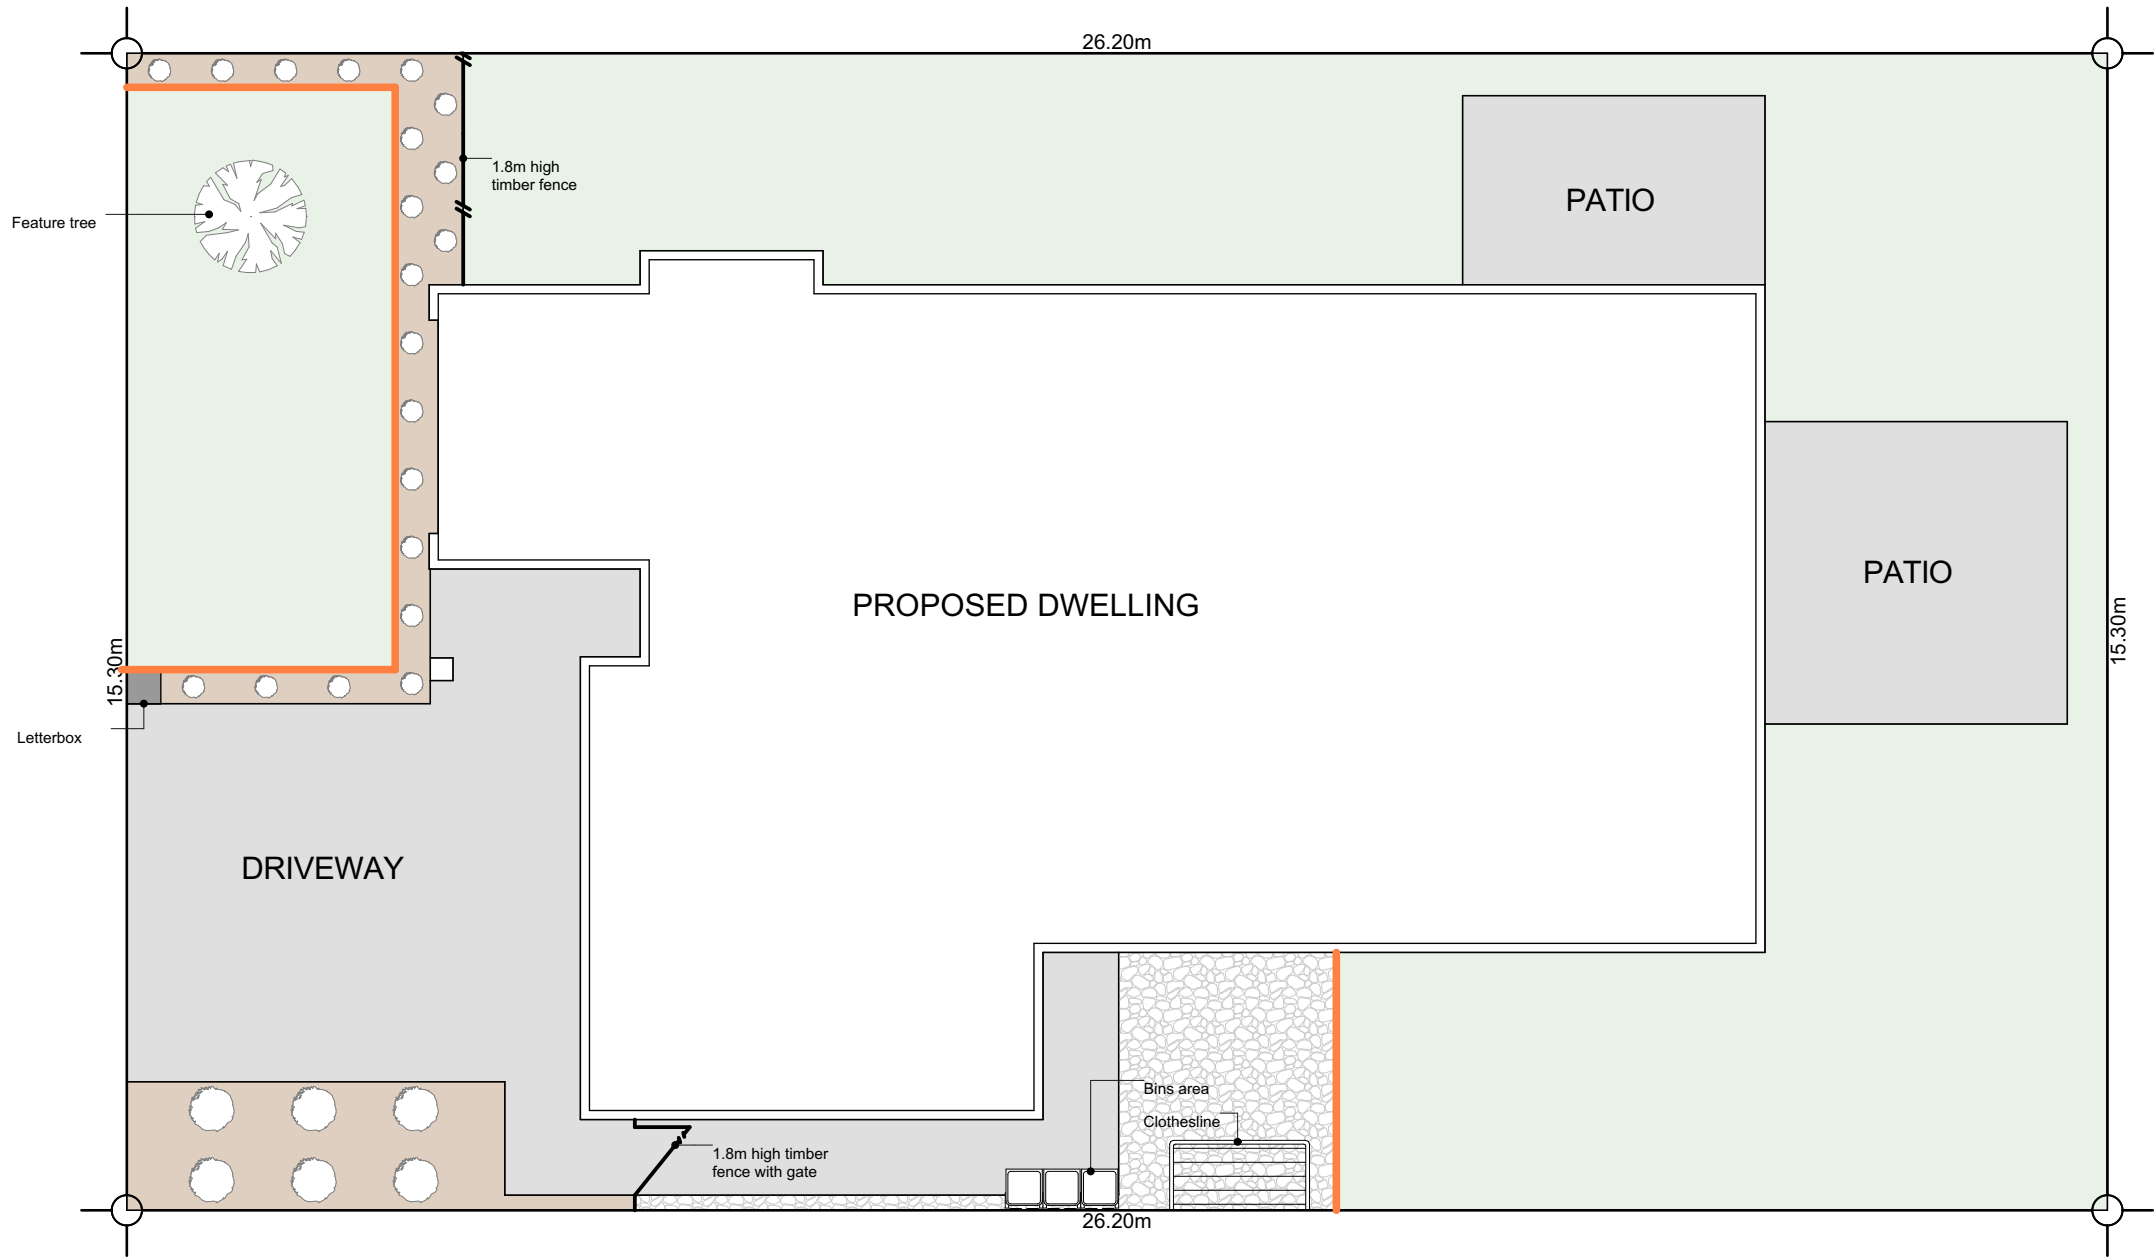 26.20m
1.8m high
timber fence
PATIO
Feature tree
PATIO
PROPOSED DWELLING
15.30m
15.30m
Letterbox
DRIVEWAY
Bins area
Clothesline
1.8m high timber
fence with gate
26.20m